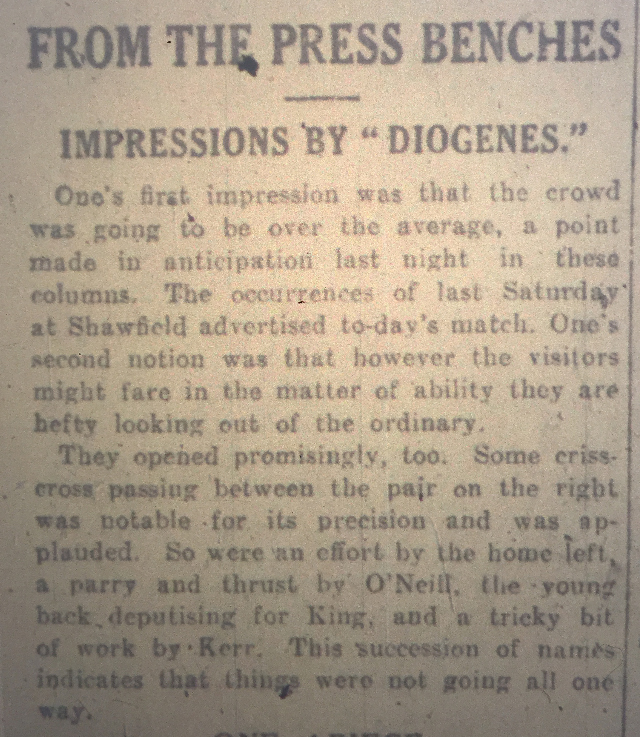 FROM THE PRESS BENCHES
IMPRESSIONS BY "DIOGENES."
One's first impression was that the crowd
was going to be over the average, a point
made in anticipation last night in these
columns. The occurrences of last Saturday
at Shawfield advertised to-day's match. One's
second notion was that however the visitors
might fare in the matter of ability they are
hefty looking out of the ordinary.
They opened promisingly, too. Some criss-
cross passing between the pair on the right
was notable for its precision and was ap-
plauded. So were an effort by the home left,
a parry and thrust by O'Neill, the young
back deputising for King, and a tricky bit
of work by Kerr. This succession of names
indicates that things were not going all one
way.